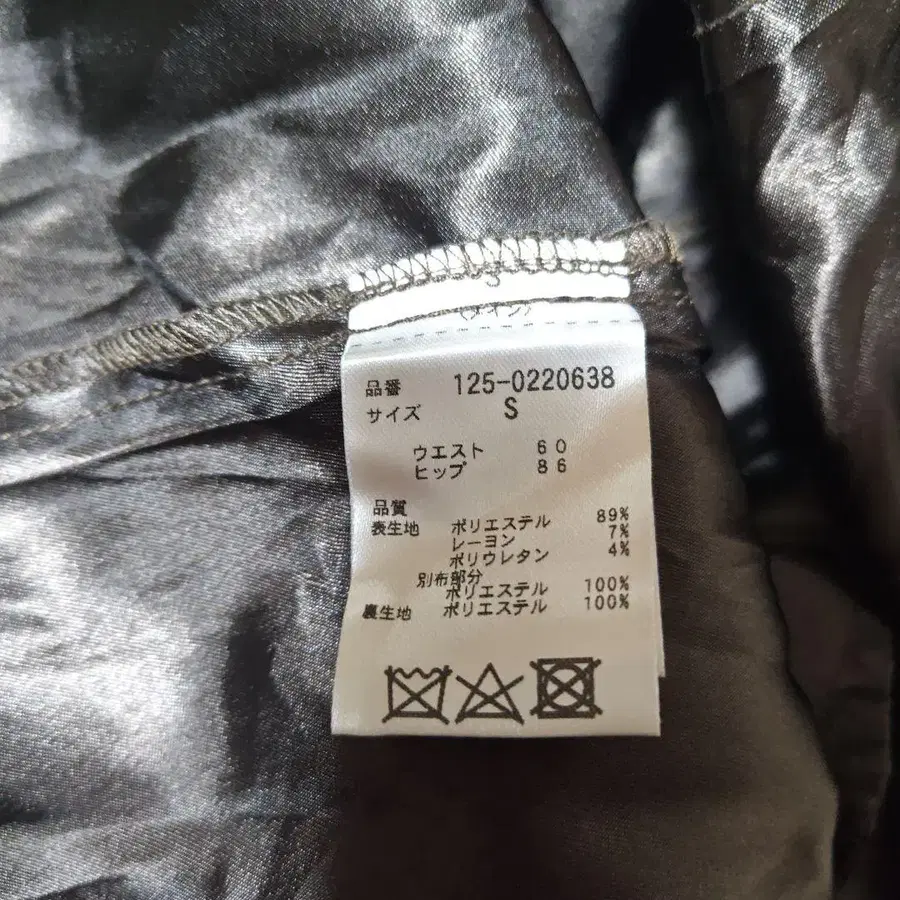 S
品番 125-0220638
サイズ S
ウエスト 60
ヒップ 86
品質
表生地 ポリエステル 89%
レーヨン 7%
ポリウレタン 4%
別布部分
ポリエステル 100%
裏生地 ポリエステル 100%